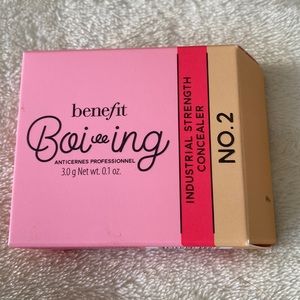 benefit
Boi-ing
ANTICERNES PROFESSIONNEL
3.0 g Net wt. 0.1 oz.
INDUSTRIAL STRENGTH
CONCEALER
NO. 2